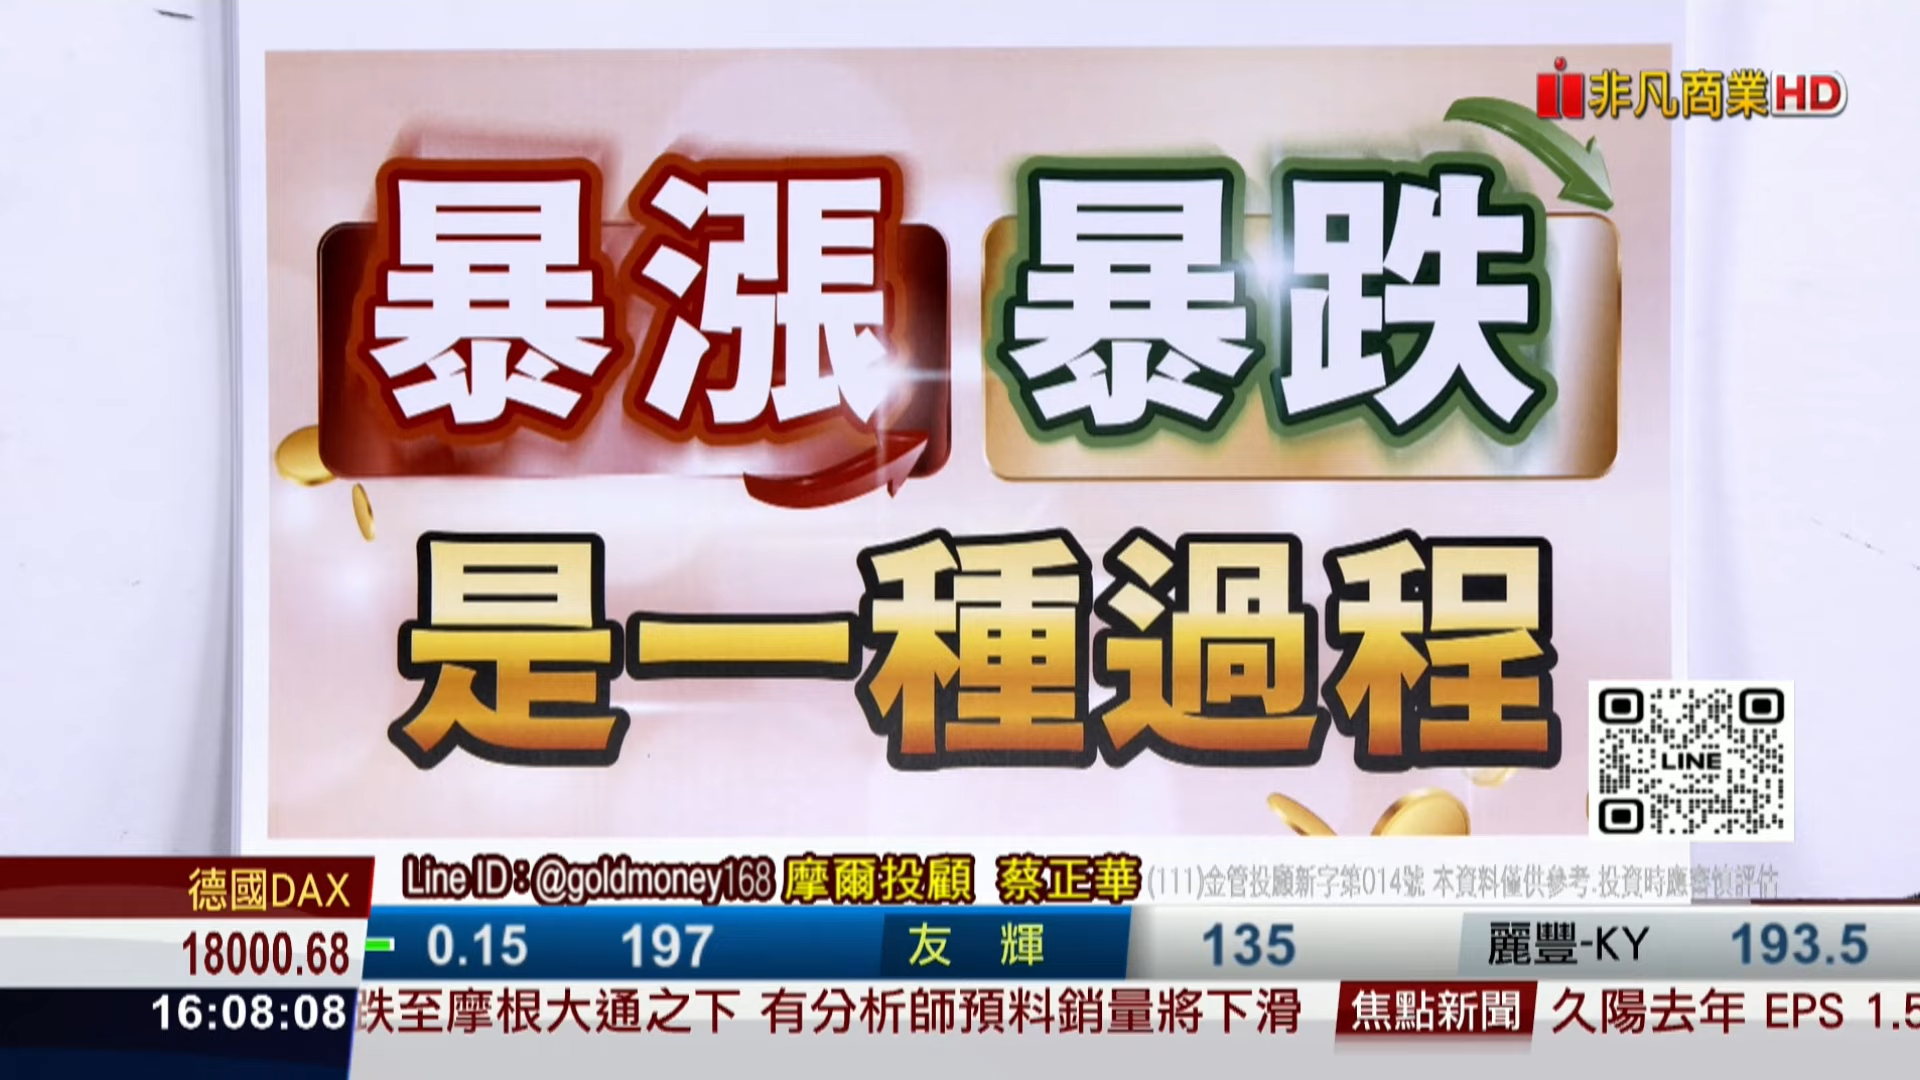 非凡商業HD
暴漲 暴跌
是一種過程
LINE
德國DAX
Line ID:@goldmoney168 摩爾投顧 蔡正華 (111)金管投顧新字第014號 本資料僅供參考.投資時應審慎評估
18000.68
0.15 197 友輝 135 麗豐-KY 193.5
16:08:08
跌至摩根大通之下 有分析師預料銷量將下滑 焦點新聞 久陽去年 EPS 1.5